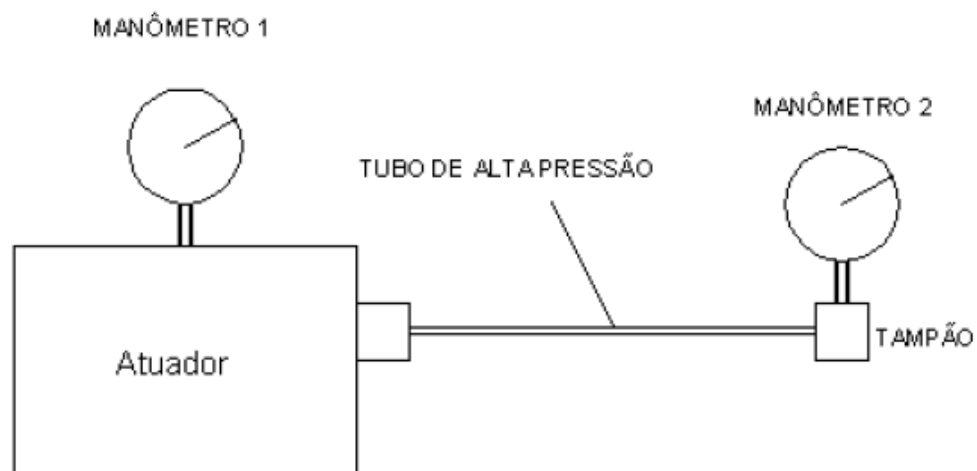 MANÔMETRO 1
MANÔMETRO 2
TUBO DE ALTA PRESSÃO
TAMPÃO
Atuador